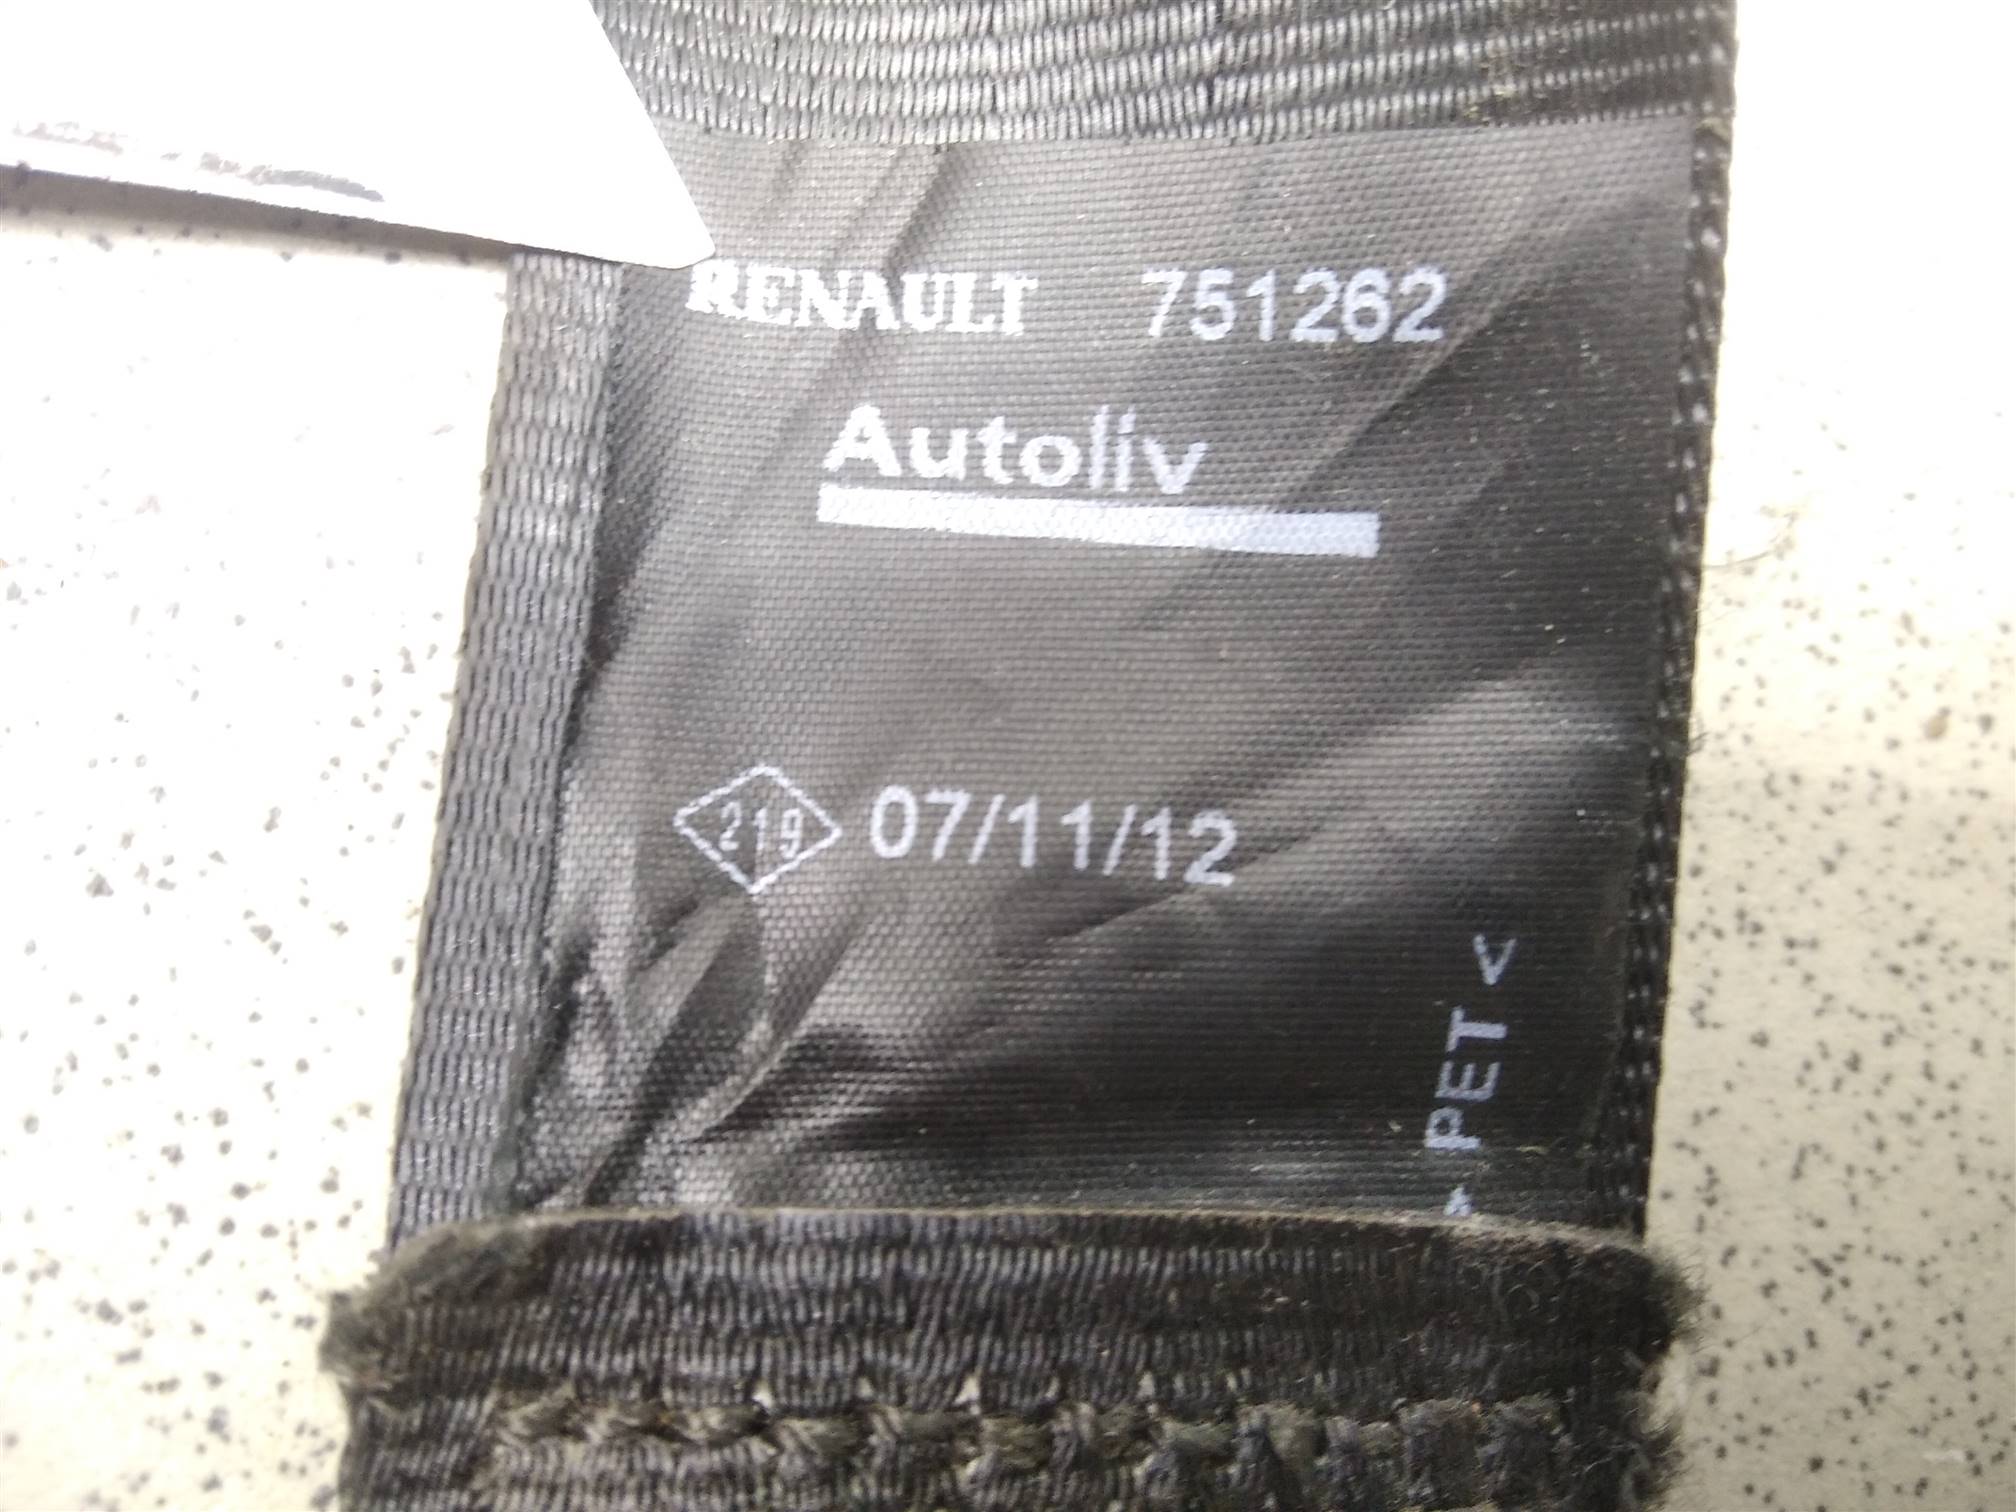 RENAULT 751262
Autoliv
219 07/11/12
> PET <